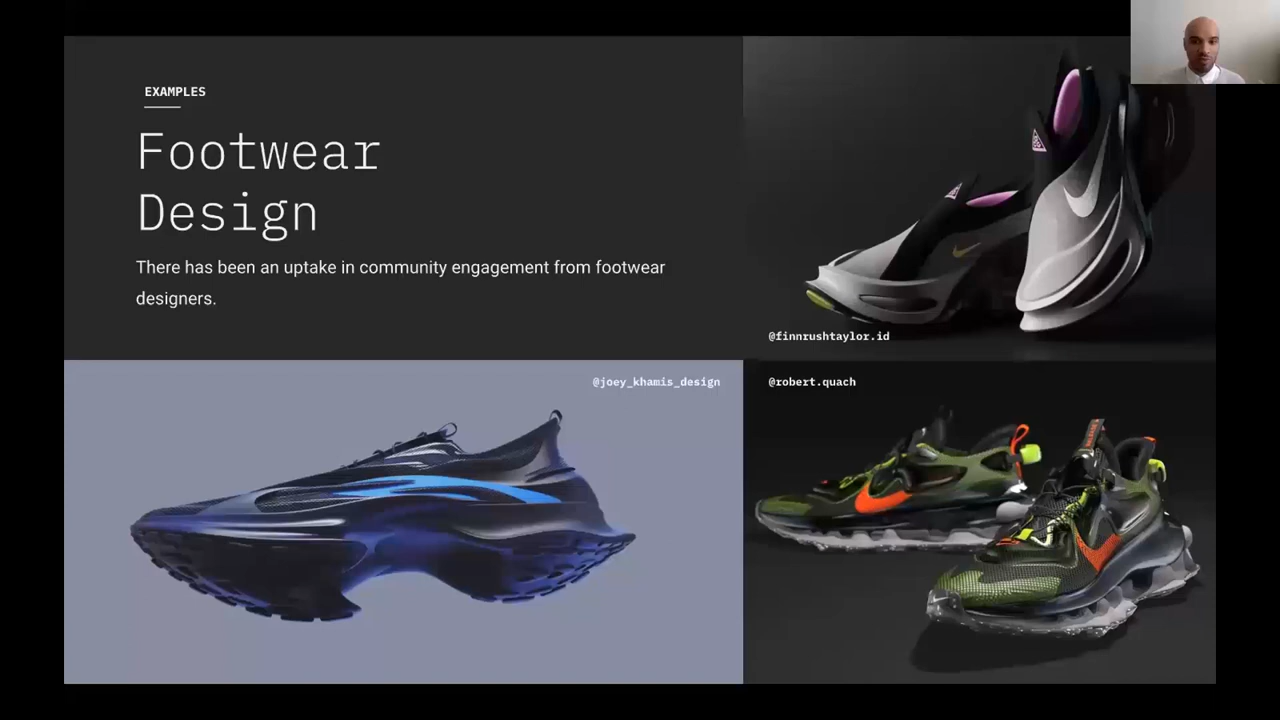 EXAMPLES
Footwear
Design
There has been an uptake in community engagement from footwear
designers.
@finnrushtaylor.id
@joey_khamis_design
@robert.quach